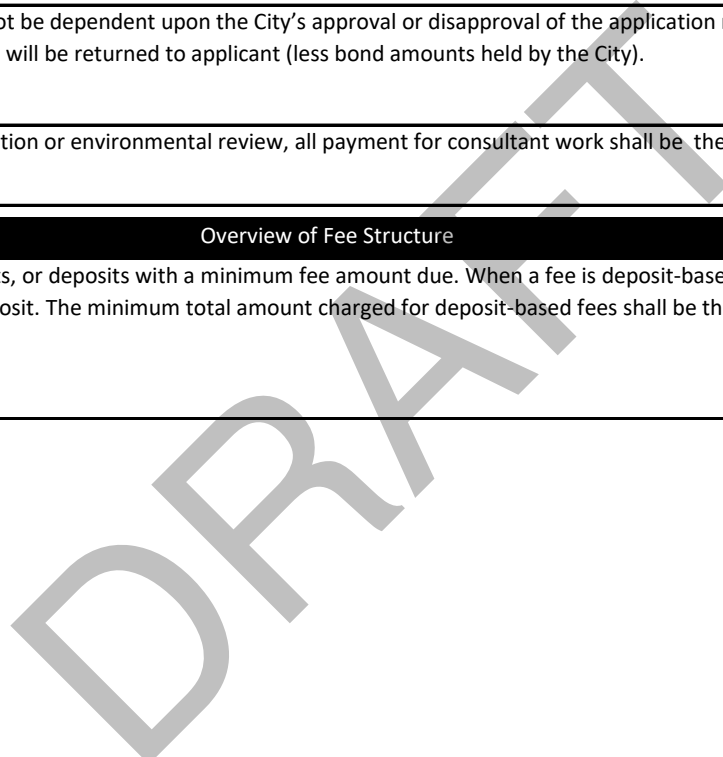 ot be dependent upon the City’s approval or disapproval of the application
will be returned to applicant (less bond amounts held by the City).
tion or environmental review, all payment for consultant work shall be the
Overview of Fee Structure
ts, or deposits with a minimum fee amount due. When a fee is deposit-base
osit. The minimum total amount charged for deposit-based fees shall be th
DRAFT